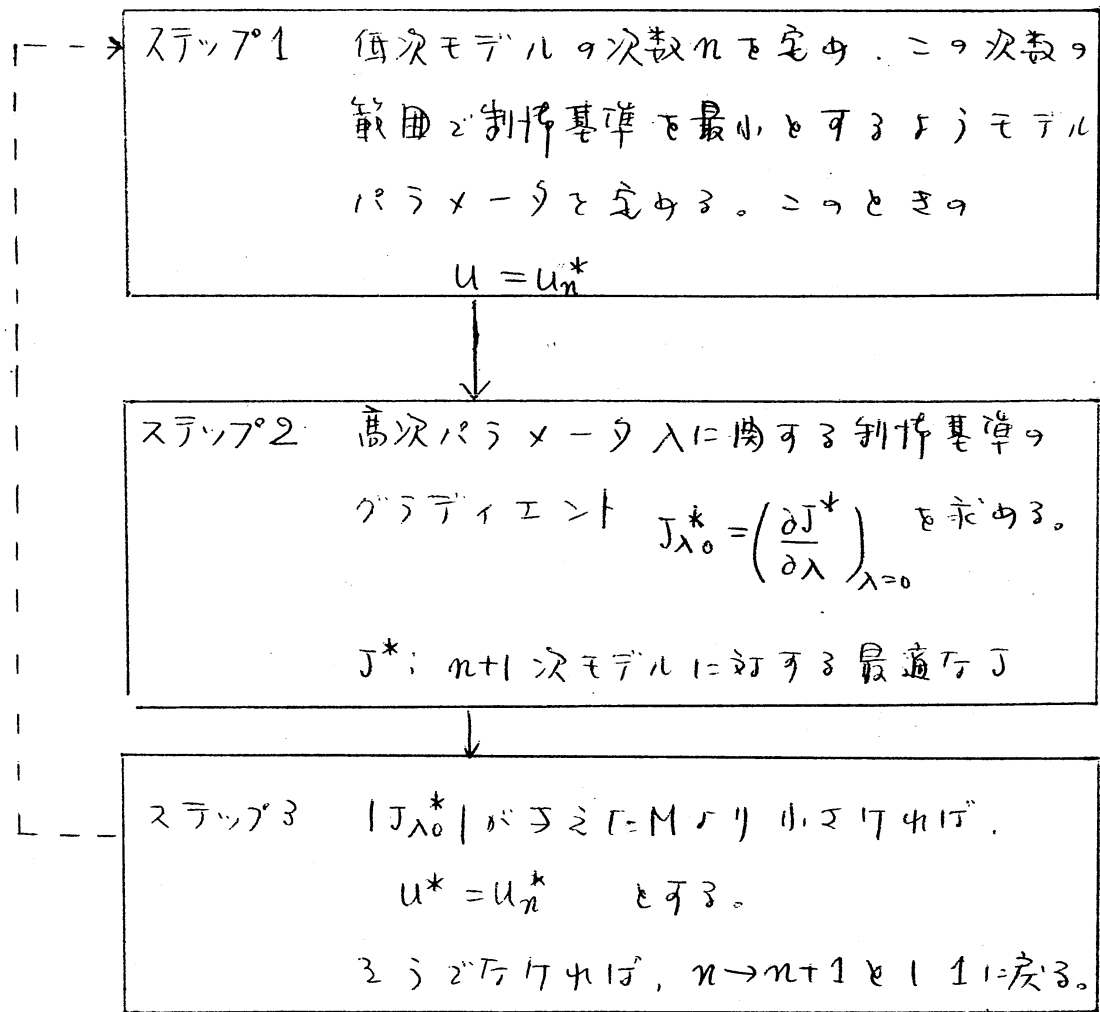 ステップ1 低次モデルの次数nを定め、この次数の
範囲で制御基準を最小とするようモデル
パラメータを定める。このときの
u = u_n^*
ステップ2 高次パラメータλに関する制御基準の
グラディエント J_{λ0}^* = (∂J^*/∂λ)_{λ=0} を求める。
J^*; n+1次モデルに対する最適なJ
ステップ3 |J_{λ0}^*|が与えたMより小さければ、
u^* = u_n^* とする。
そうでなければ、n→n+1とし1に戻る。